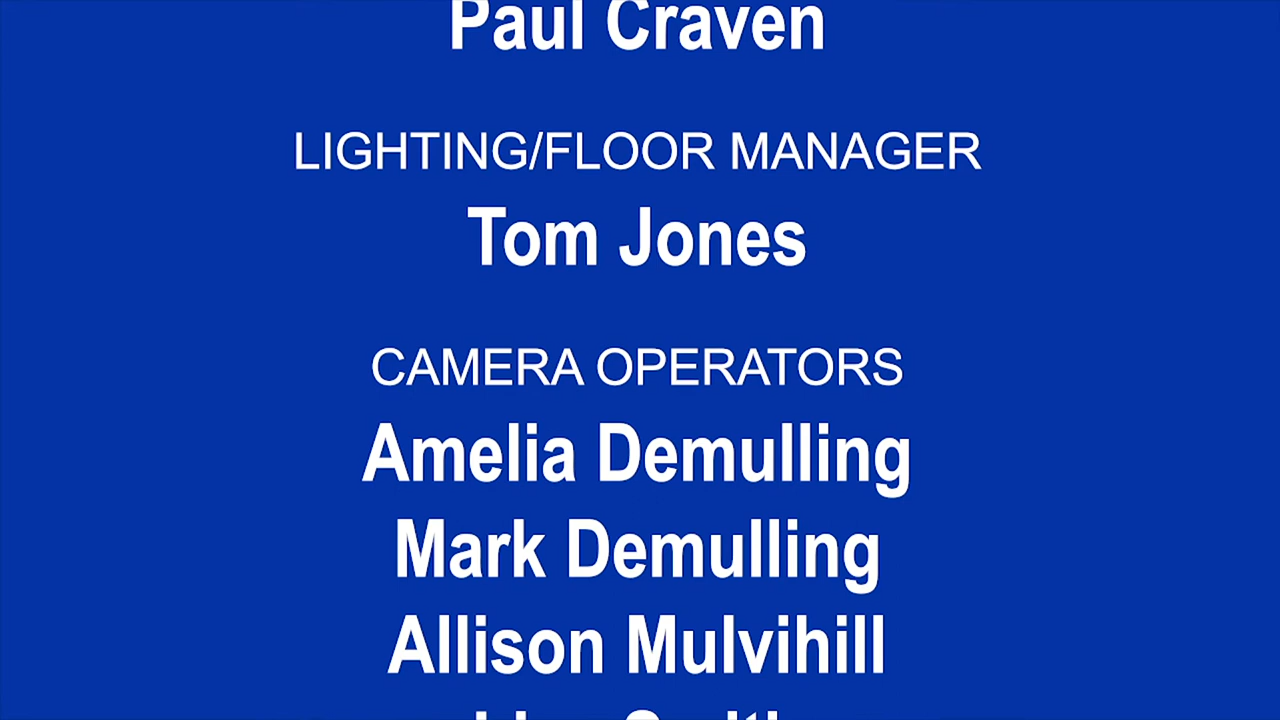 Paul Craven
LIGHTING/FLOOR MANAGER
Tom Jones
CAMERA OPERATORS
Amelia Demulling
Mark Demulling
Allison Mulvihill